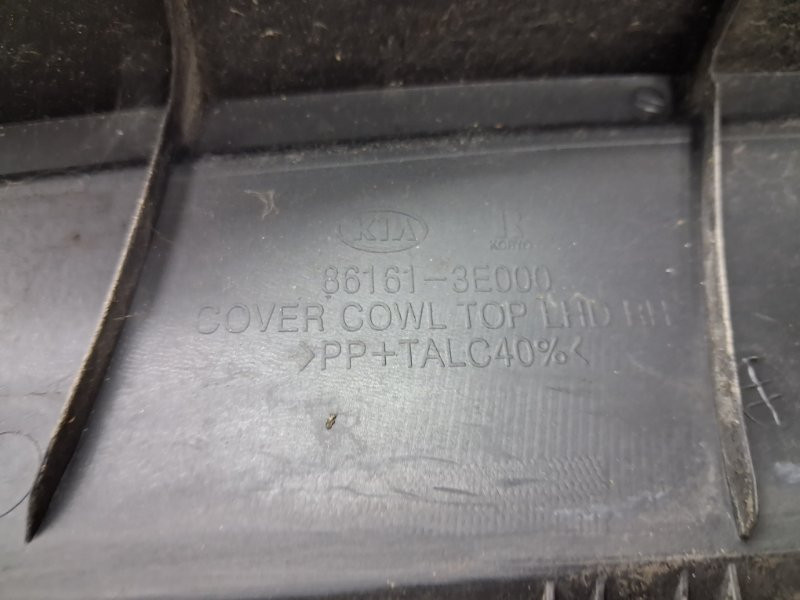 KIA
86161-3E000
COVER COWL TOP LHD RH
>PP+TALC40%<